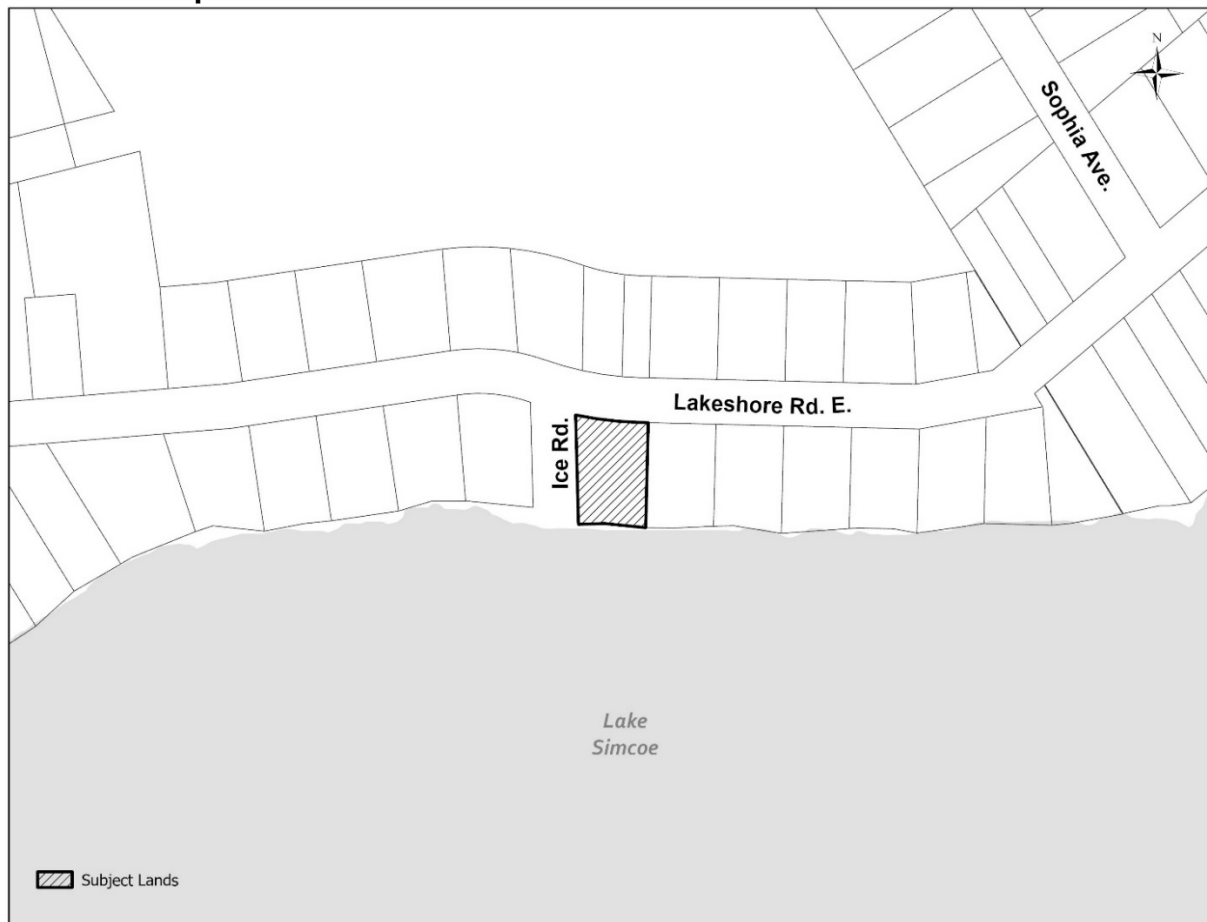 N
Sophia Ave.
Lakeshore Rd. E.
Ice Rd.
Lake
Simcoe
Subject Lands